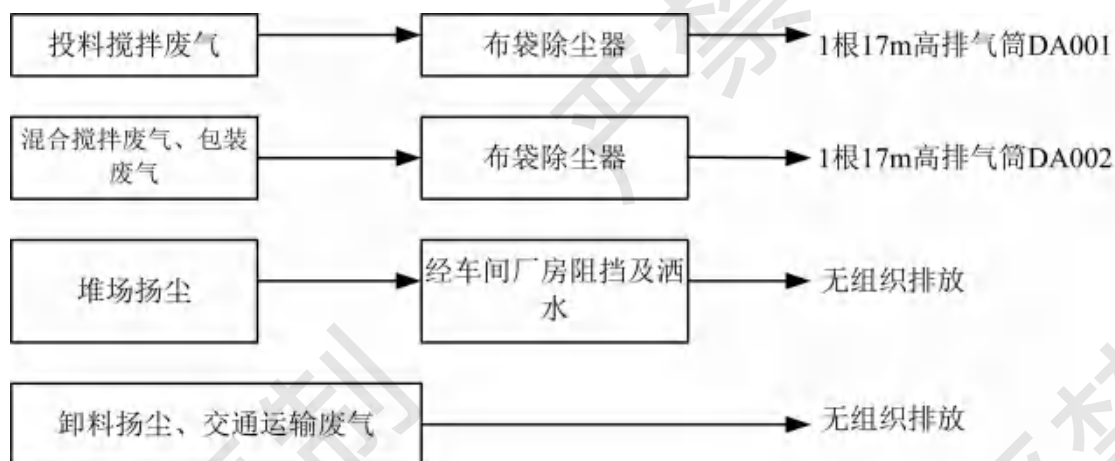 投料搅拌废气
布袋除尘器
1根17m高排气筒DA001
混合搅拌废气、包装
废气
布袋除尘器
1根17m高排气筒DA002
堆场扬尘
经车间厂房阻挡及洒
水
无组织排放
卸料扬尘、交通运输废气
无组织排放
严禁
制
禁